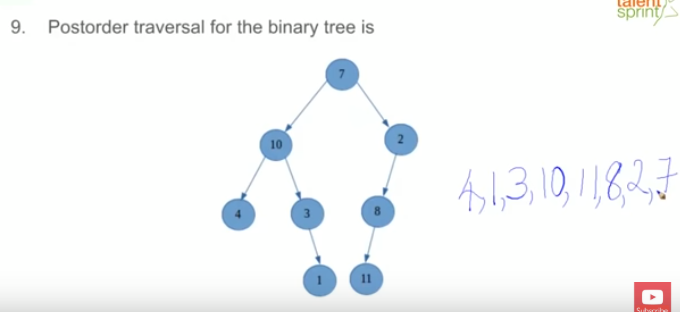 talent
sprint
9. Postorder traversal for the binary tree is
7
10
2
4
3
8
1
11
4,1,3,10,11,8,2,7
Subscribe